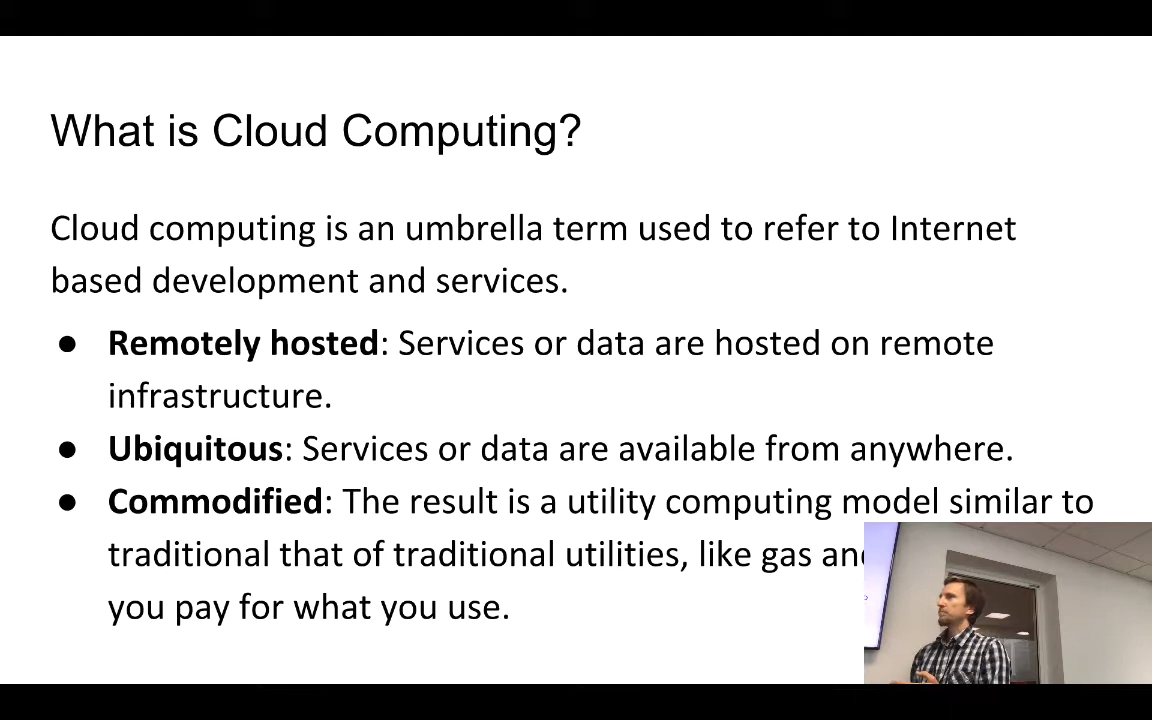 What is Cloud Computing?
Cloud computing is an umbrella term used to refer to Internet
based development and services.
● Remotely hosted: Services or data are hosted on remote
infrastructure.
● Ubiquitous: Services or data are available from anywhere.
● Commodified: The result is a utility computing model similar to
traditional that of traditional utilities, like gas and
you pay for what you use.